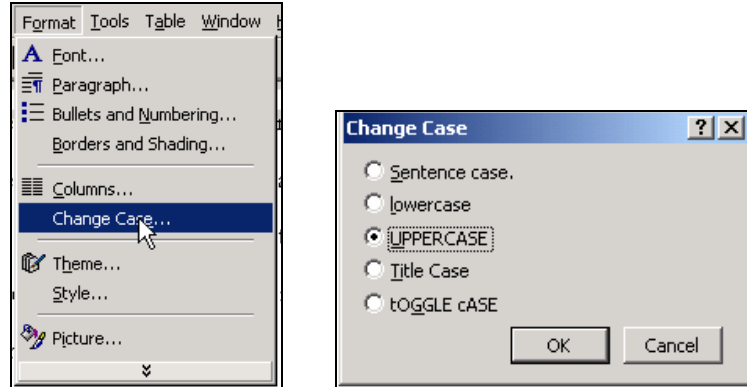 Format Tools Table Window
Font...
Paragraph...
Bullets and Numbering...
Borders and Shading...
Columns...
Change Case...
Theme...
Style...
Picture...
Change Case
Sentence case.
lowercase
UPPERCASE
Title Case
tOGGLE cASE
OK Cancel